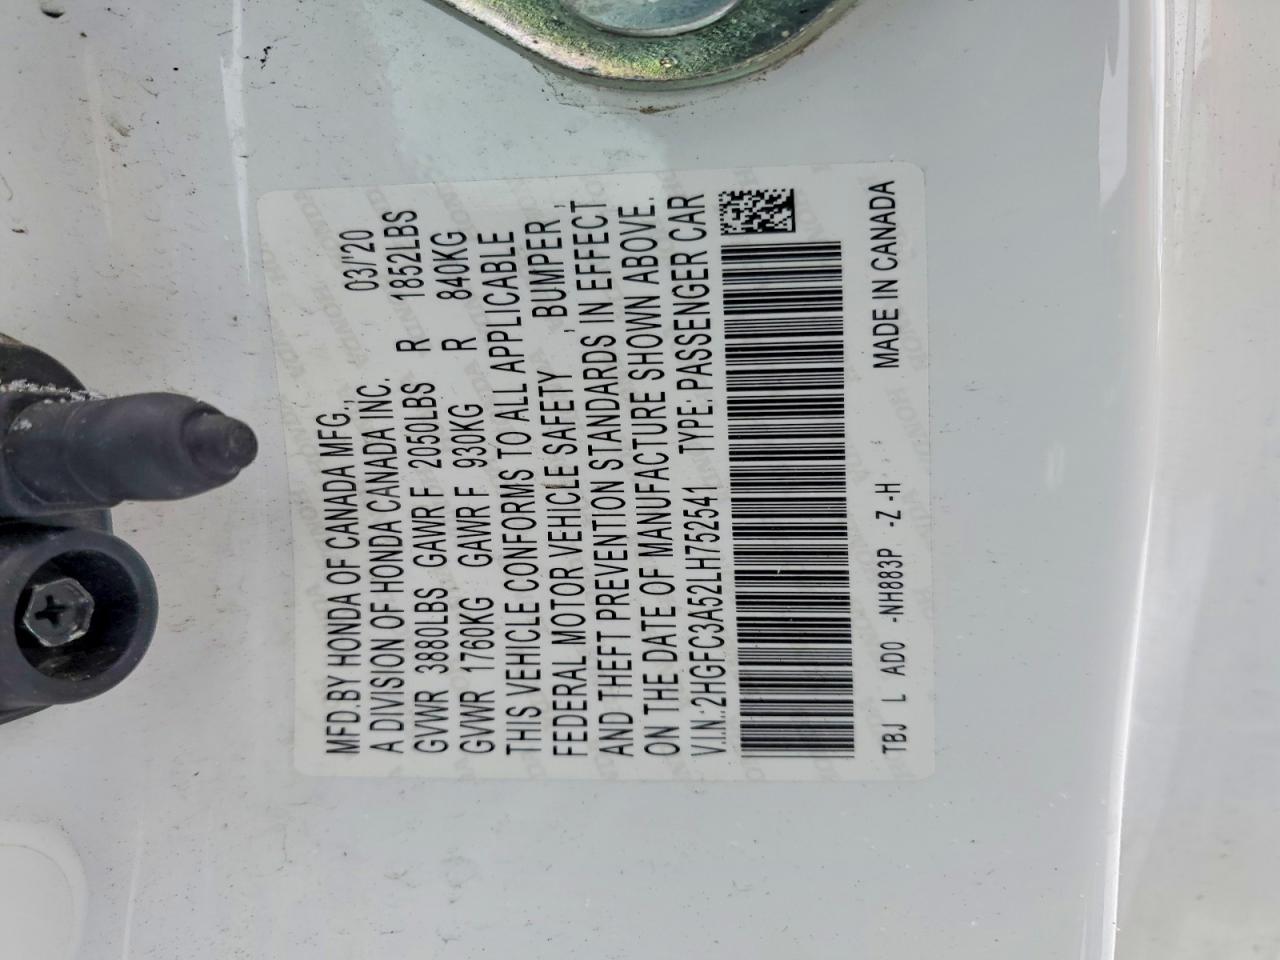 MFD.BY HONDA OF CANADA MFG., 03/'20
A DIVISION OF HONDA CANADA INC.
GVWR 3880LBS GAWR F 2050LBS R 1852LBS
GVWR 1760KG GAWR F 930KG R 840KG
THIS VEHICLE CONFORMS TO ALL APPLICABLE
FEDERAL MOTOR VEHICLE SAFETY , BUMPER ,
AND THEFT PREVENTION STANDARDS IN EFFECT
ON THE DATE OF MANUFACTURE SHOWN ABOVE.
V.I.N.:2HGFC3A52LH752541 TYPE:PASSENGER CAR
TBJ L AD0 -NH883P -Z -H MADE IN CANADA